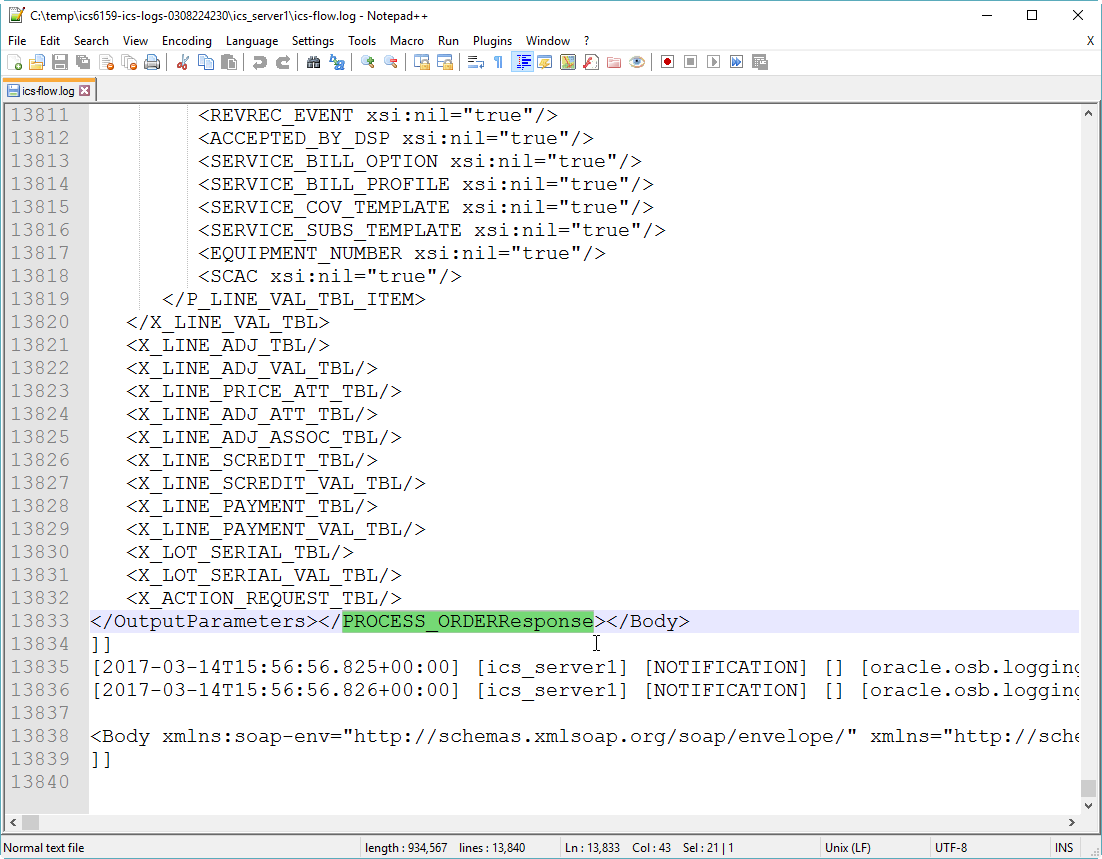 C:\temp\ics6159-ics-logs-0308224230\ics_server1\ics-flow.log - Notepad++
File Edit Search View Encoding Language Settings Tools Macro Run Plugins Window ? X
ics-flow.log
13811 <REVREC_EVENT xsi:nil="true"/>
13812 <ACCEPTED_BY_DSP xsi:nil="true"/>
13813 <SERVICE_BILL_OPTION xsi:nil="true"/>
13814 <SERVICE_BILL_PROFILE xsi:nil="true"/>
13815 <SERVICE_COV_TEMPLATE xsi:nil="true"/>
13816 <SERVICE_SUBS_TEMPLATE xsi:nil="true"/>
13817 <EQUIPMENT_NUMBER xsi:nil="true"/>
13818 <SCAC xsi:nil="true"/>
13819 </P_LINE_VAL_TBL_ITEM>
13820 </X_LINE_VAL_TBL>
13821 <X_LINE_ADJ_TBL/>
13822 <X_LINE_ADJ_VAL_TBL/>
13823 <X_LINE_PRICE_ATT_TBL/>
13824 <X_LINE_ADJ_ATT_TBL/>
13825 <X_LINE_ADJ_ASSOC_TBL/>
13826 <X_LINE_SCREDIT_TBL/>
13827 <X_LINE_SCREDIT_VAL_TBL/>
13828 <X_LINE_PAYMENT_TBL/>
13829 <X_LINE_PAYMENT_VAL_TBL/>
13830 <X_LOT_SERIAL_TBL/>
13831 <X_LOT_SERIAL_VAL_TBL/>
13832 <X_ACTION_REQUEST_TBL/>
13833 </OutputParameters></PROCESS_ORDERResponse></Body>
13834 ]]
13835 [2017-03-14T15:56:56.825+00:00] [ics_server1] [NOTIFICATION] [] [oracle.osb.logging
13836 [2017-03-14T15:56:56.826+00:00] [ics_server1] [NOTIFICATION] [] [oracle.osb.logging
13837
13838 <Body xmlns:soap-env="http://schemas.xmlsoap.org/soap/envelope/" xmlns="http://sche
13839 ]]
13840
Normal text file length : 934,567 lines : 13,840 Ln : 13,833 Col : 43 Sel : 21 | 1 Unix (LF) UTF-8 INS